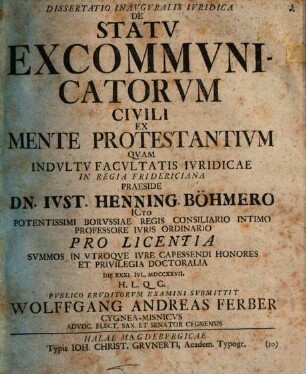 DISSERTATIO INAVGVRALIS IVRIDICA
2.
DE
STATV
EXCOMMVNI-
CATORVM
CIVILI
EX
MENTE PROTESTANTIVM
QVAM
INDVLTV FACVLTATIS IVRIDICAE
IN REGIA FRIDERICIANA
PRAESIDE
DN. IVST. HENNING. BÖHMERO
ICTO
POTENTISSIMI BORVSSIAE REGIS CONSILIARIO INTIMO
PROFESSORE IVRIS ORDINARIO
PRO LICENTIA
SVMMOS IN VTROQVE IVRE CAPESSENDI HONORES
ET PRIVILEGIA DOCTORALIA
DIE XXXI. IVL. MDCCXXVII.
H. L. Q. C.
PVBLICO ERVDITORVM EXAMINI SVBMITTIT
WOLFFGANG ANDREAS FERBER
CYGNEA-MISNICVS
ADVOC. ELECT. SAX. ET SENATOR CYGNENSIS
HALAE MAGDEBVRGICAE
Typis IOH. CHRIST. GRVNERTI, Academ. Typogr. (10)